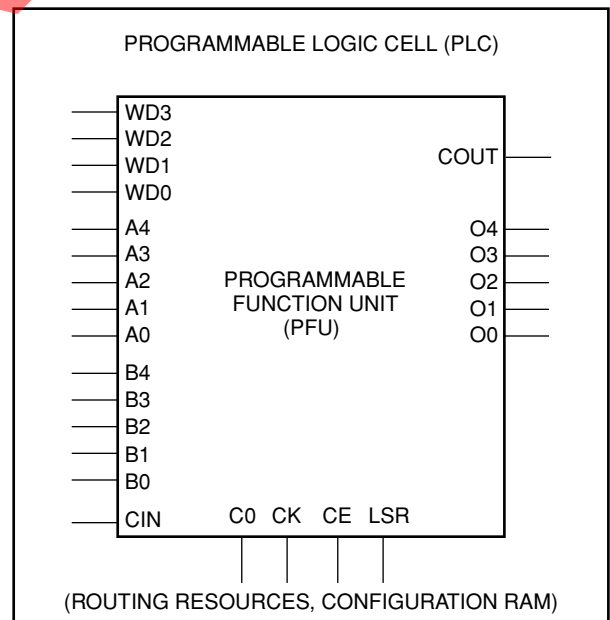 PROGRAMMABLE LOGIC CELL (PLC)
WD3
WD2
WD1
WD0
COUT
A4
A3
A2
A1
A0
PROGRAMMABLE
FUNCTION UNIT
(PFU)
O4
O3
O2
O1
O0
B4
B3
B2
B1
B0
CIN
C0 CK CE LSR
(ROUTING RESOURCES, CONFIGURATION RAM)